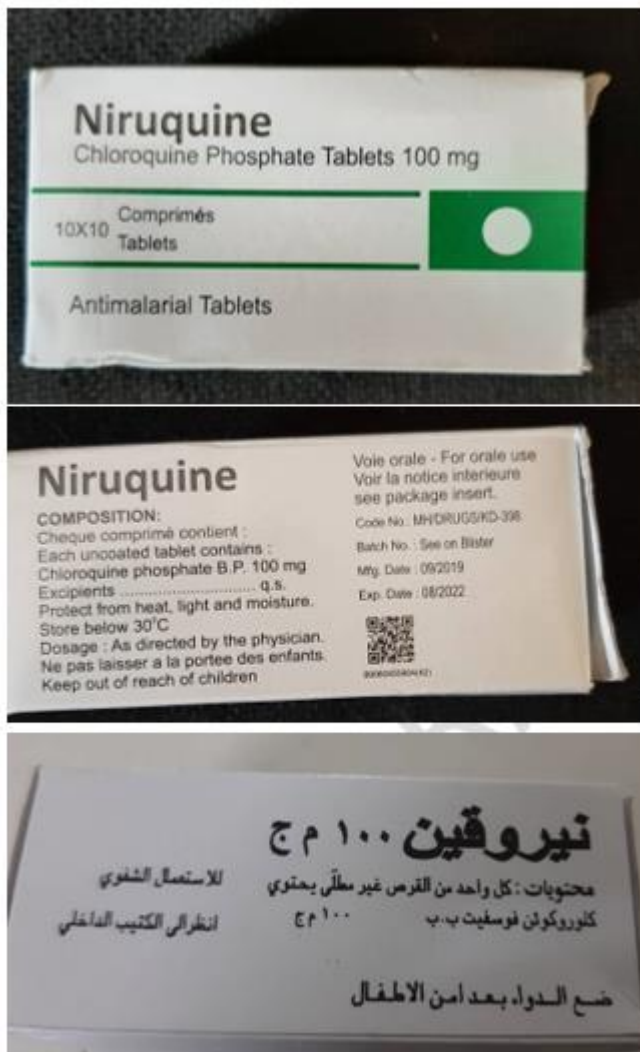 Niruquine
Chloroquine Phosphate Tablets 100 mg
10X10
Comprimés
Tablets
Antimalarial Tablets
Niruquine
COMPOSITION:
Cheque comprimé contient :
Each uncoated tablet contains :
Chloroquine phosphate B.P. 100 mg
Excipients ............................ q.s.
Protect from heat, light and moisture.
Store below 30°C
Dosage : As directed by the physician.
Ne pas laisser a la portee des enfants.
Keep out of reach of children
Voie orale - For orale use
Voir la notice interieure
see package insert.
Code No.: MH/DRUGS/KD-398
Batch No. : See on Blister
Mfg. Date : 09/2019
Exp. Date : 08/2022
نيروقين ١٠٠ م ج
محتويات : كل واحد من القرص غير مطلّي يحتوي
كلوروكوئن فوسفيت ب.ب ١٠٠ م ج
للاستعمال الشفوي
انظر الى الكتيب الداخلي
ضع الدواء بعد امن الاطفال